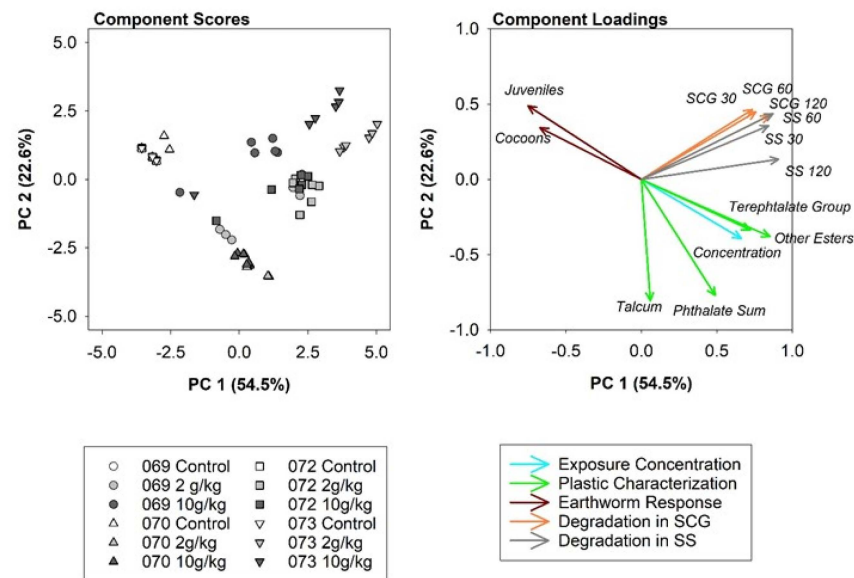 Component Scores
5.0
2.5
0.0
-2.5
-5.0
PC 2 (22.6%)
-5.0 -2.5 0.0 2.5 5.0
PC 1 (54.5%)
Component Loadings
1.0
0.5
0.0
-0.5
-1.0
PC 2 (22.6%)
Juveniles
Cocoons
SCG 60
SCG 30
SCG 120
SS 60
SS 30
SS 120
Terephtalate Group
Other Esters
Concentration
Talcum
Phthalate Sum
-1.0 -0.5 0.0 0.5 1.0
PC 1 (54.5%)
069 Control
069 2 g/kg
069 10g/kg
070 Control
070 2g/kg
070 10g/kg
072 Control
072 2g/kg
072 10g/kg
073 Control
073 2g/kg
073 10g/kg
Exposure Concentration
Plastic Characterization
Earthworm Response
Degradation in SCG
Degradation in SS